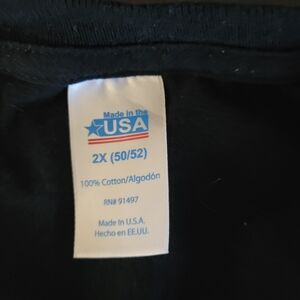 Made in the
USA
2X (50/52)
100% Cotton/Algodón
RN# 91497
Made In U.S.A.
Hecho en EE.UU.